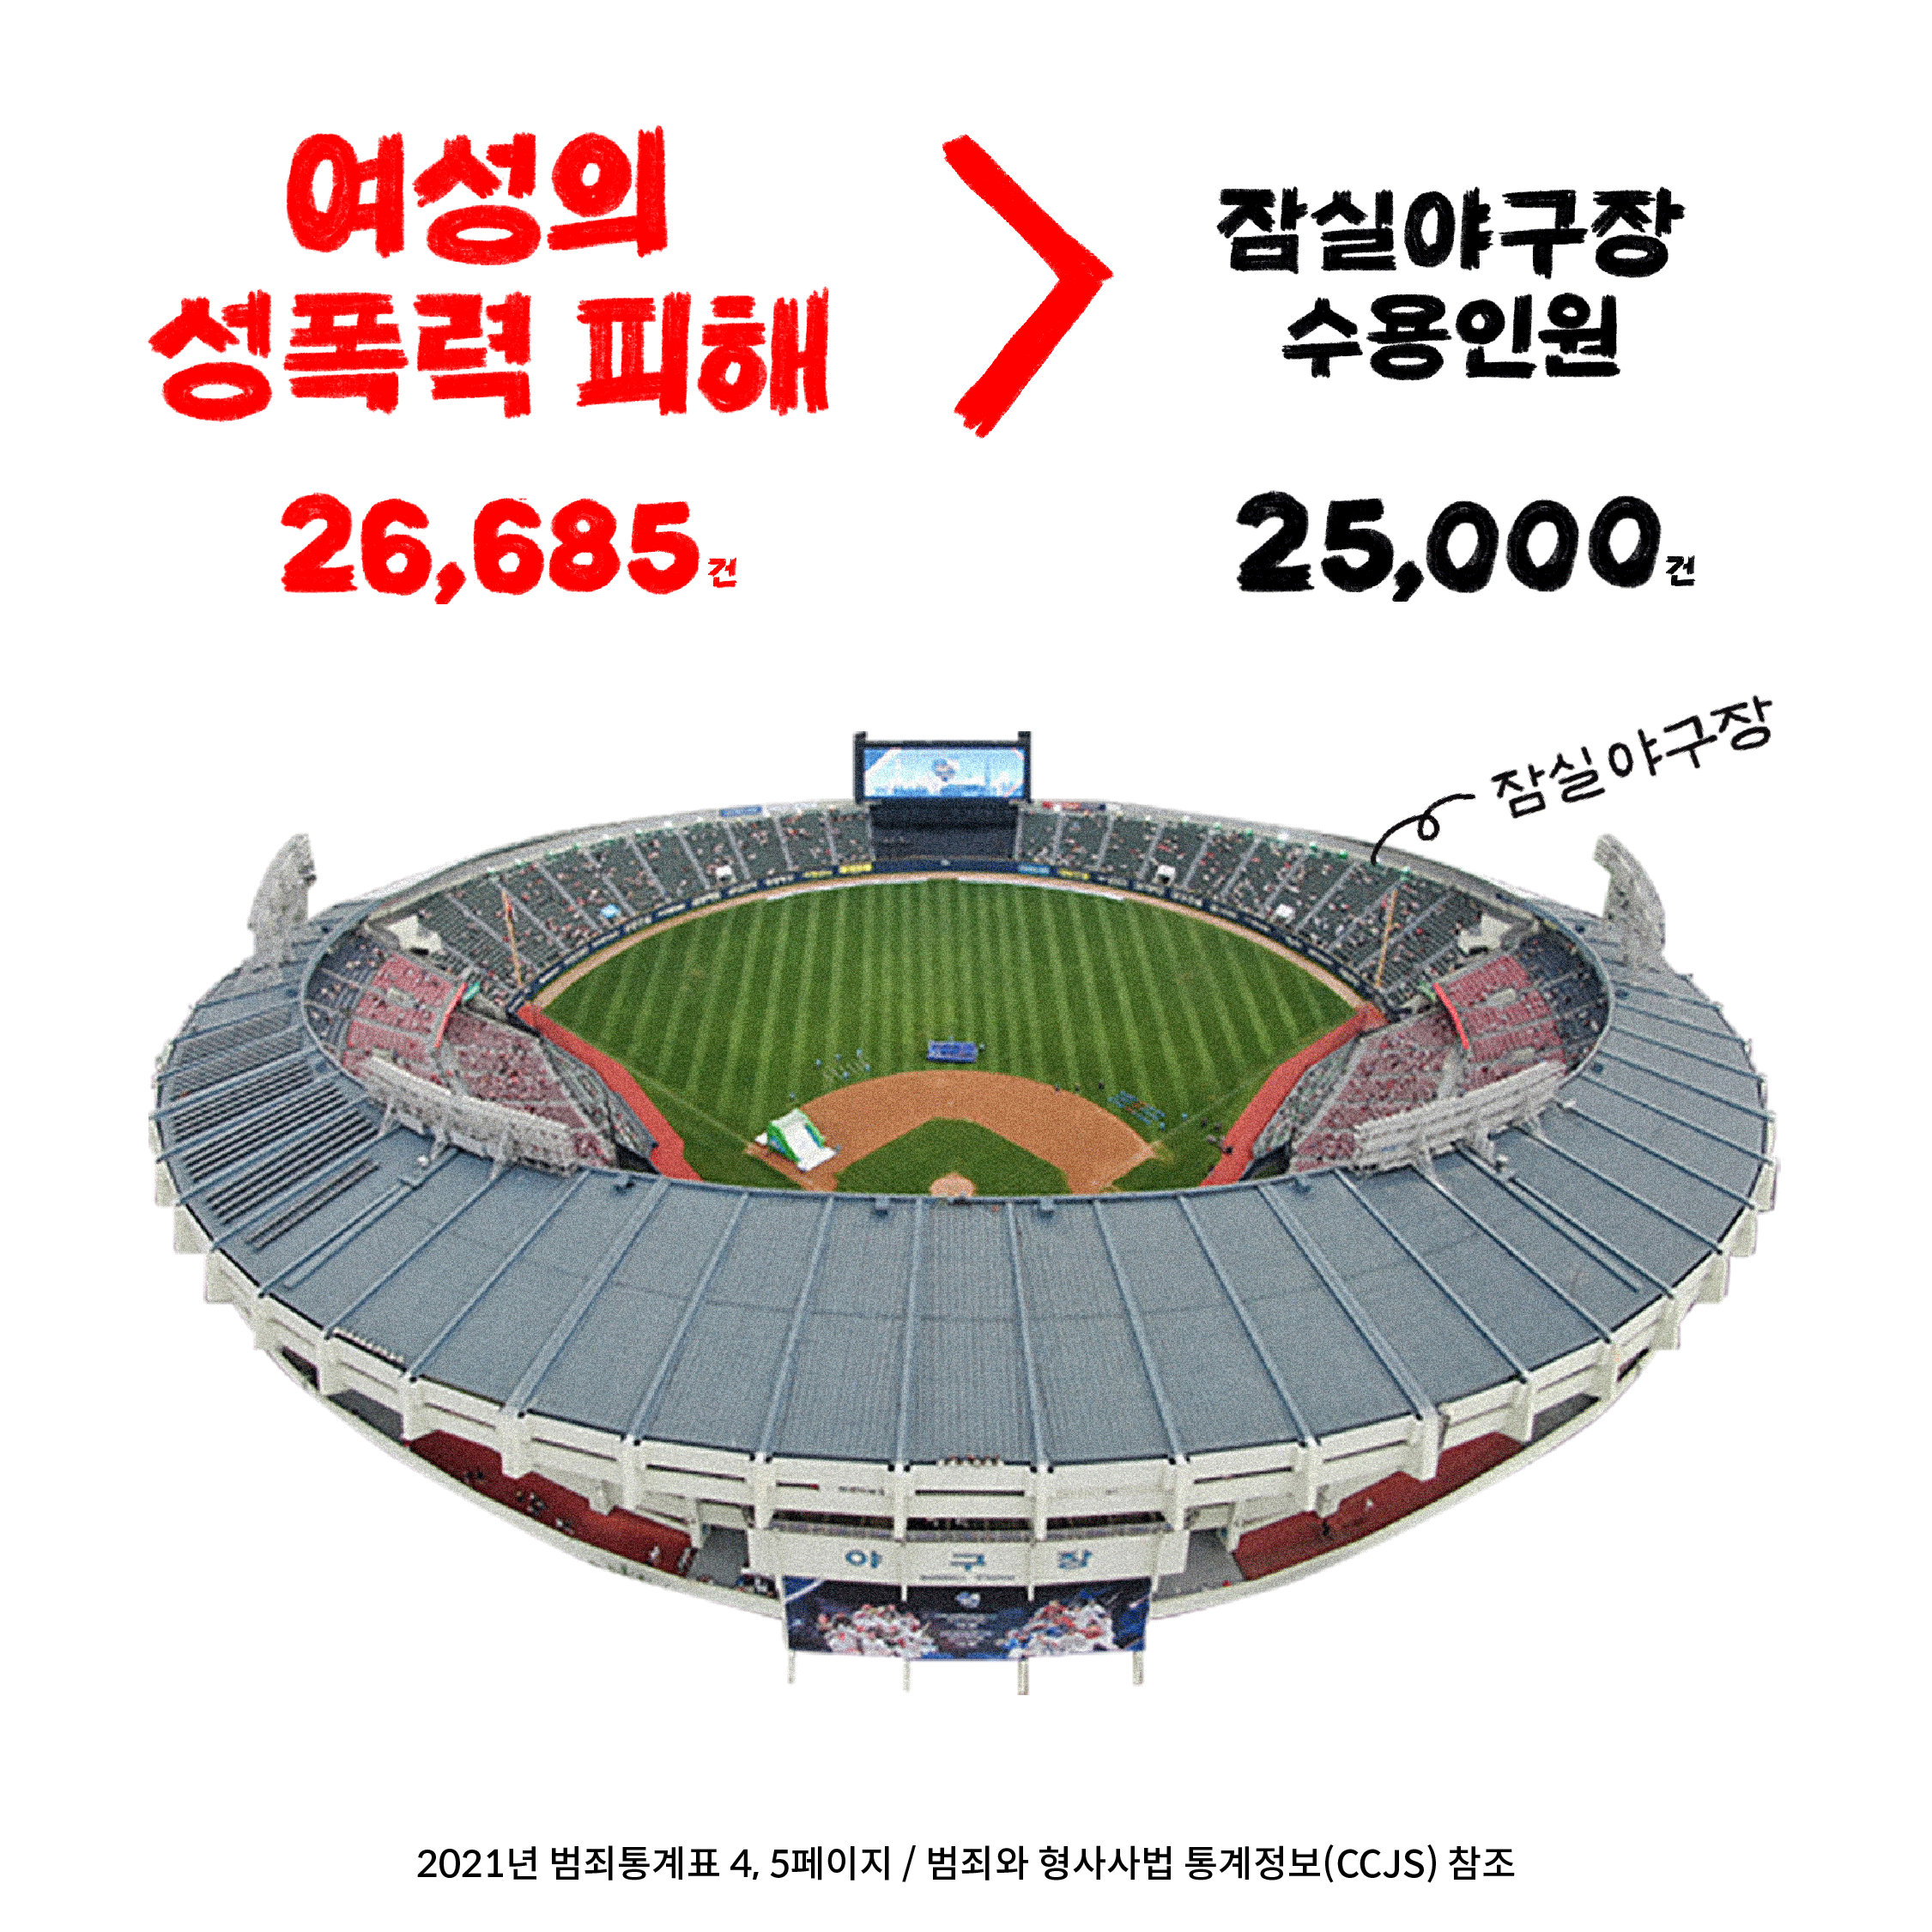 여성의
성폭력 피해
26,685건
잠실야구장
수용인원
25,000건
잠실야구장
야구장
2021년 범죄통계표 4, 5페이지 / 범죄와 형사사법 통계정보(CCJS) 참조